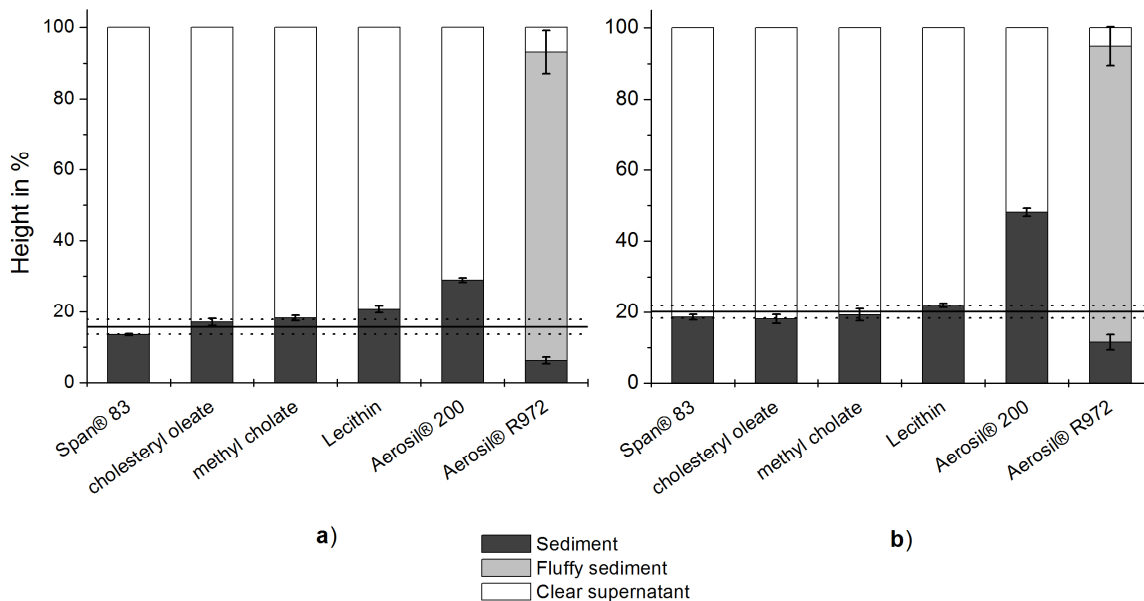 Height in %
100
80
60
40
20
0
Span® 83
cholesteryl oleate
methyl cholate
Lecithin
Aerosil® 200
Aerosil® R972
a)
100
80
60
40
20
0
Span® 83
cholesteryl oleate
methyl cholate
Lecithin
Aerosil® 200
Aerosil® R972
b)
Sediment
Fluffy sediment
Clear supernatant